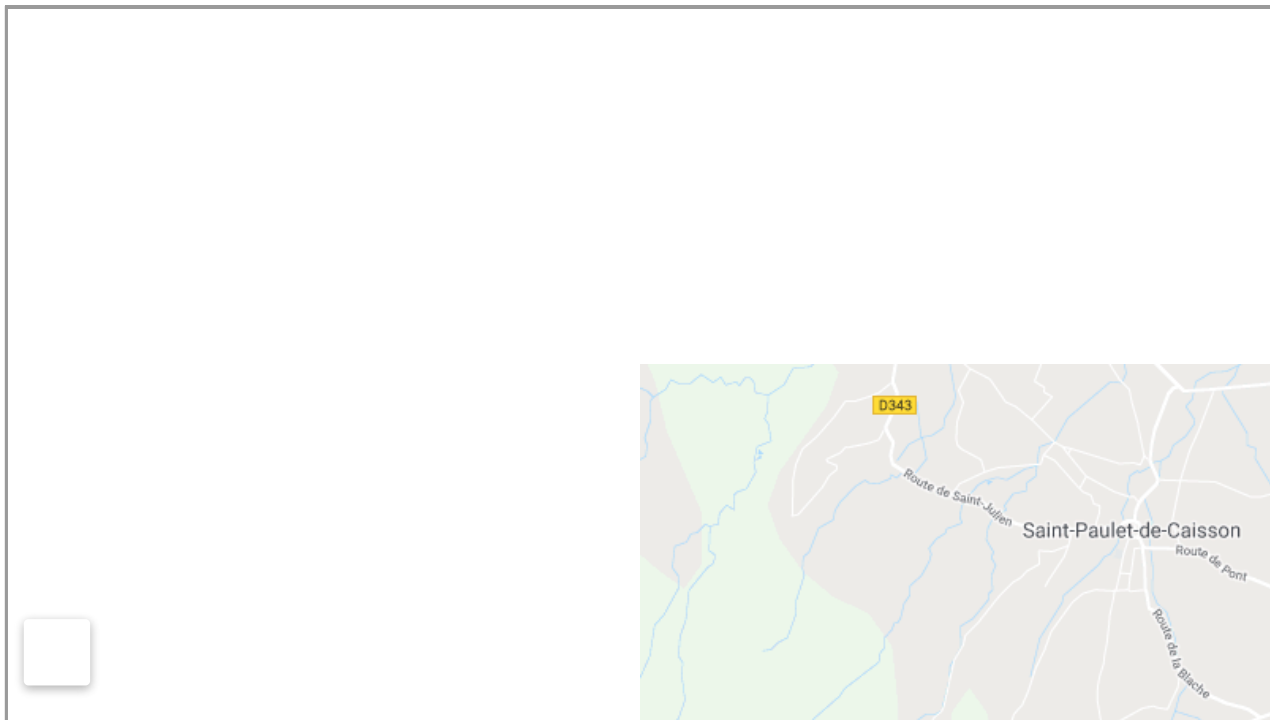 D343
Route de Saint-Julien
Saint-Paulet-de-Caisson
Route de Pont
Route de la Blache